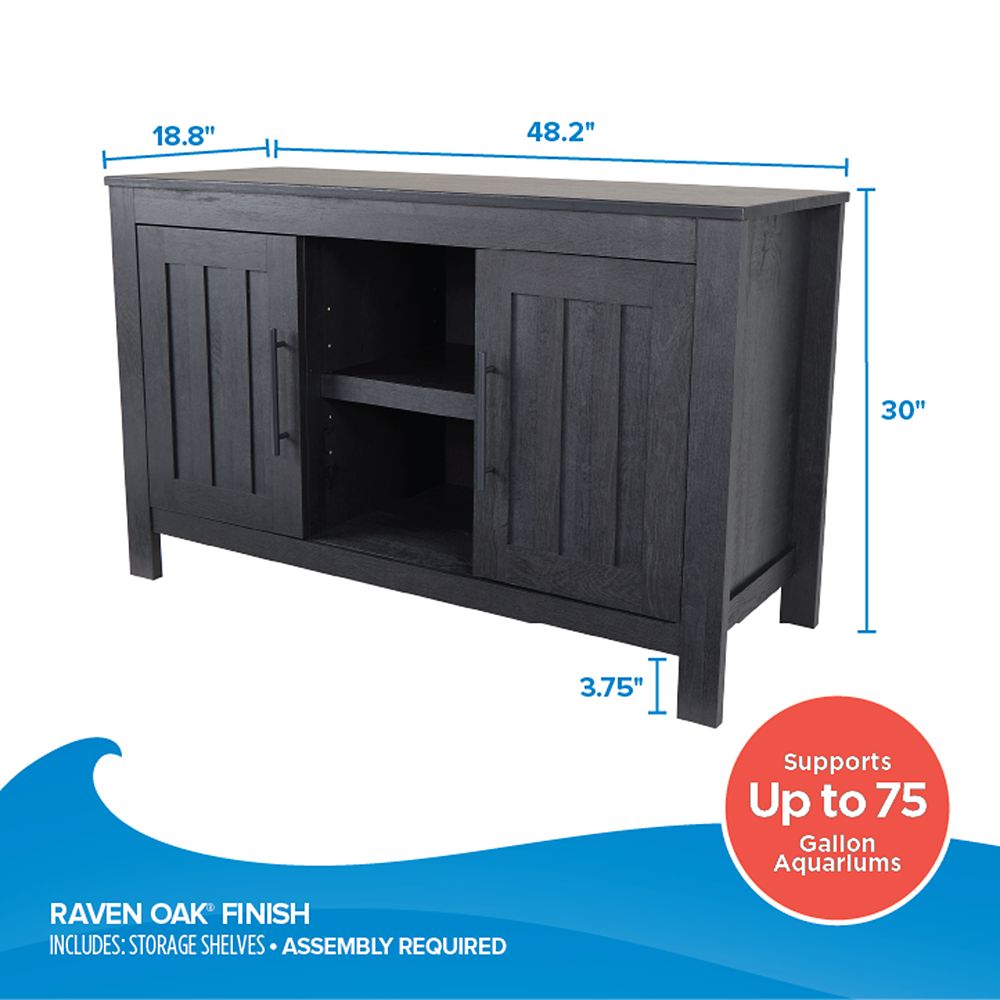 18.8"
48.2"
30"
3.75"
Supports
Up to 75
Gallon
Aquariums
RAVEN OAK® FINISH
INCLUDES: STORAGE SHELVES • ASSEMBLY REQUIRED